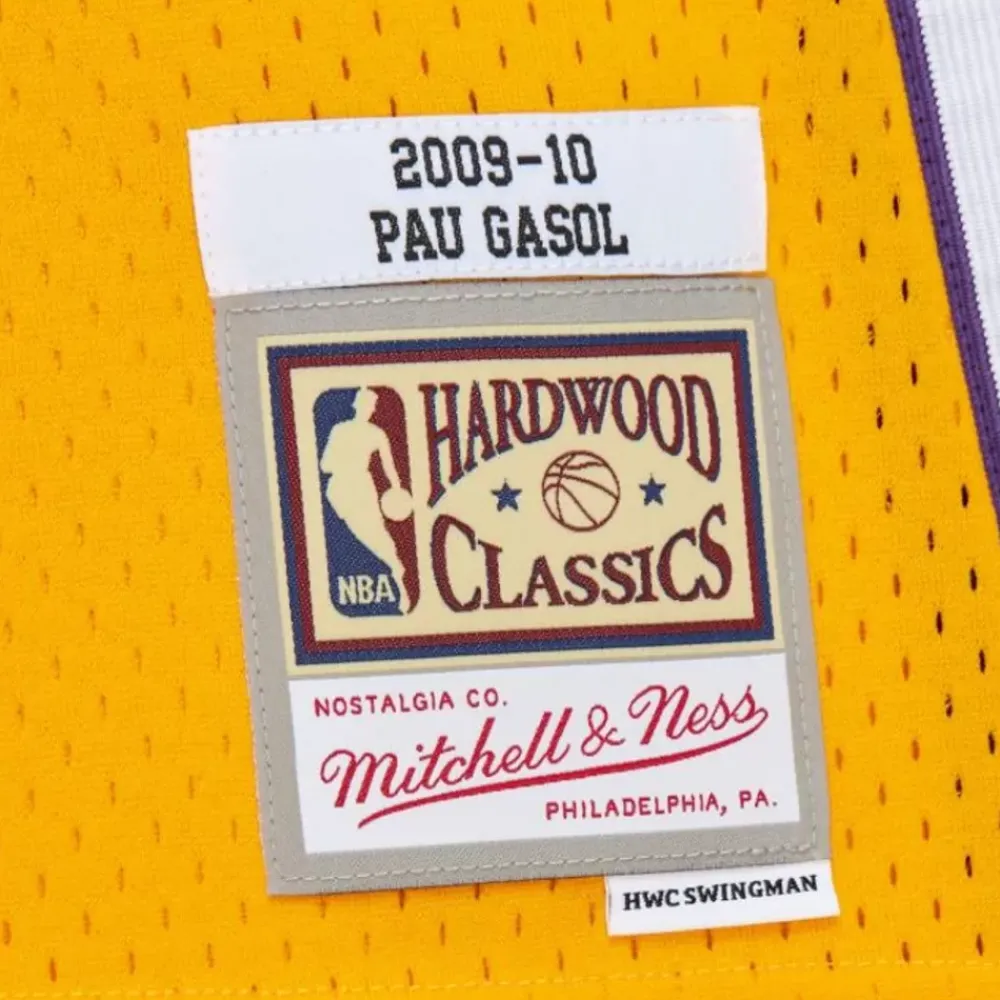 2009-10
PAU GASOL
HARDWOOD
CLASSICS
NBA
NOSTALGIA CO.
Mitchell & Ness
PHILADELPHIA, PA.
HWC SWINGMAN